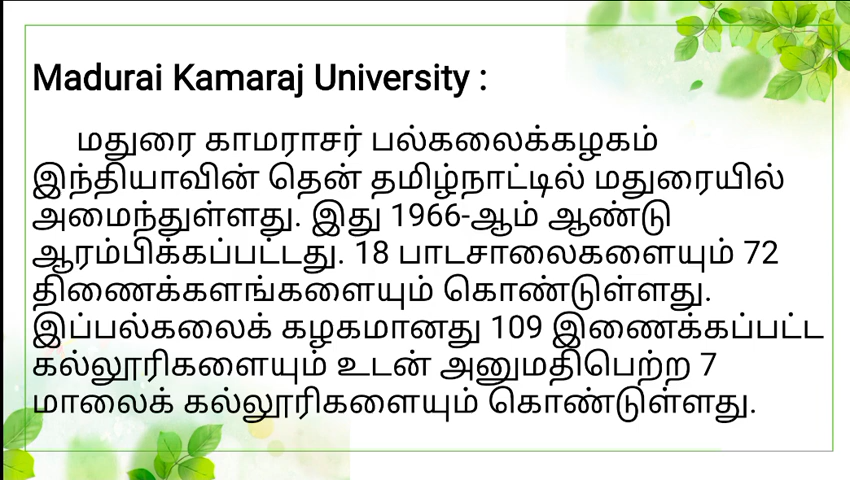 Madurai Kamaraj University :
மதுரை காமராசர் பல்கலைக்கழகம்
இந்தியாவின் தென் தமிழ்நாட்டில் மதுரையில்
அமைந்துள்ளது. இது 1966-ஆம் ஆண்டு
ஆரம்பிக்கப்பட்டது. 18 பாடசாலைகளையும் 72
திணைக்களங்களையும் கொண்டுள்ளது.
இப்பல்கலைக் கழகமானது 109 இணைக்கப்பட்ட
கல்லூரிகளையும் உடன் அனுமதிபெற்ற 7
மாலைக் கல்லூரிகளையும் கொண்டுள்ளது.